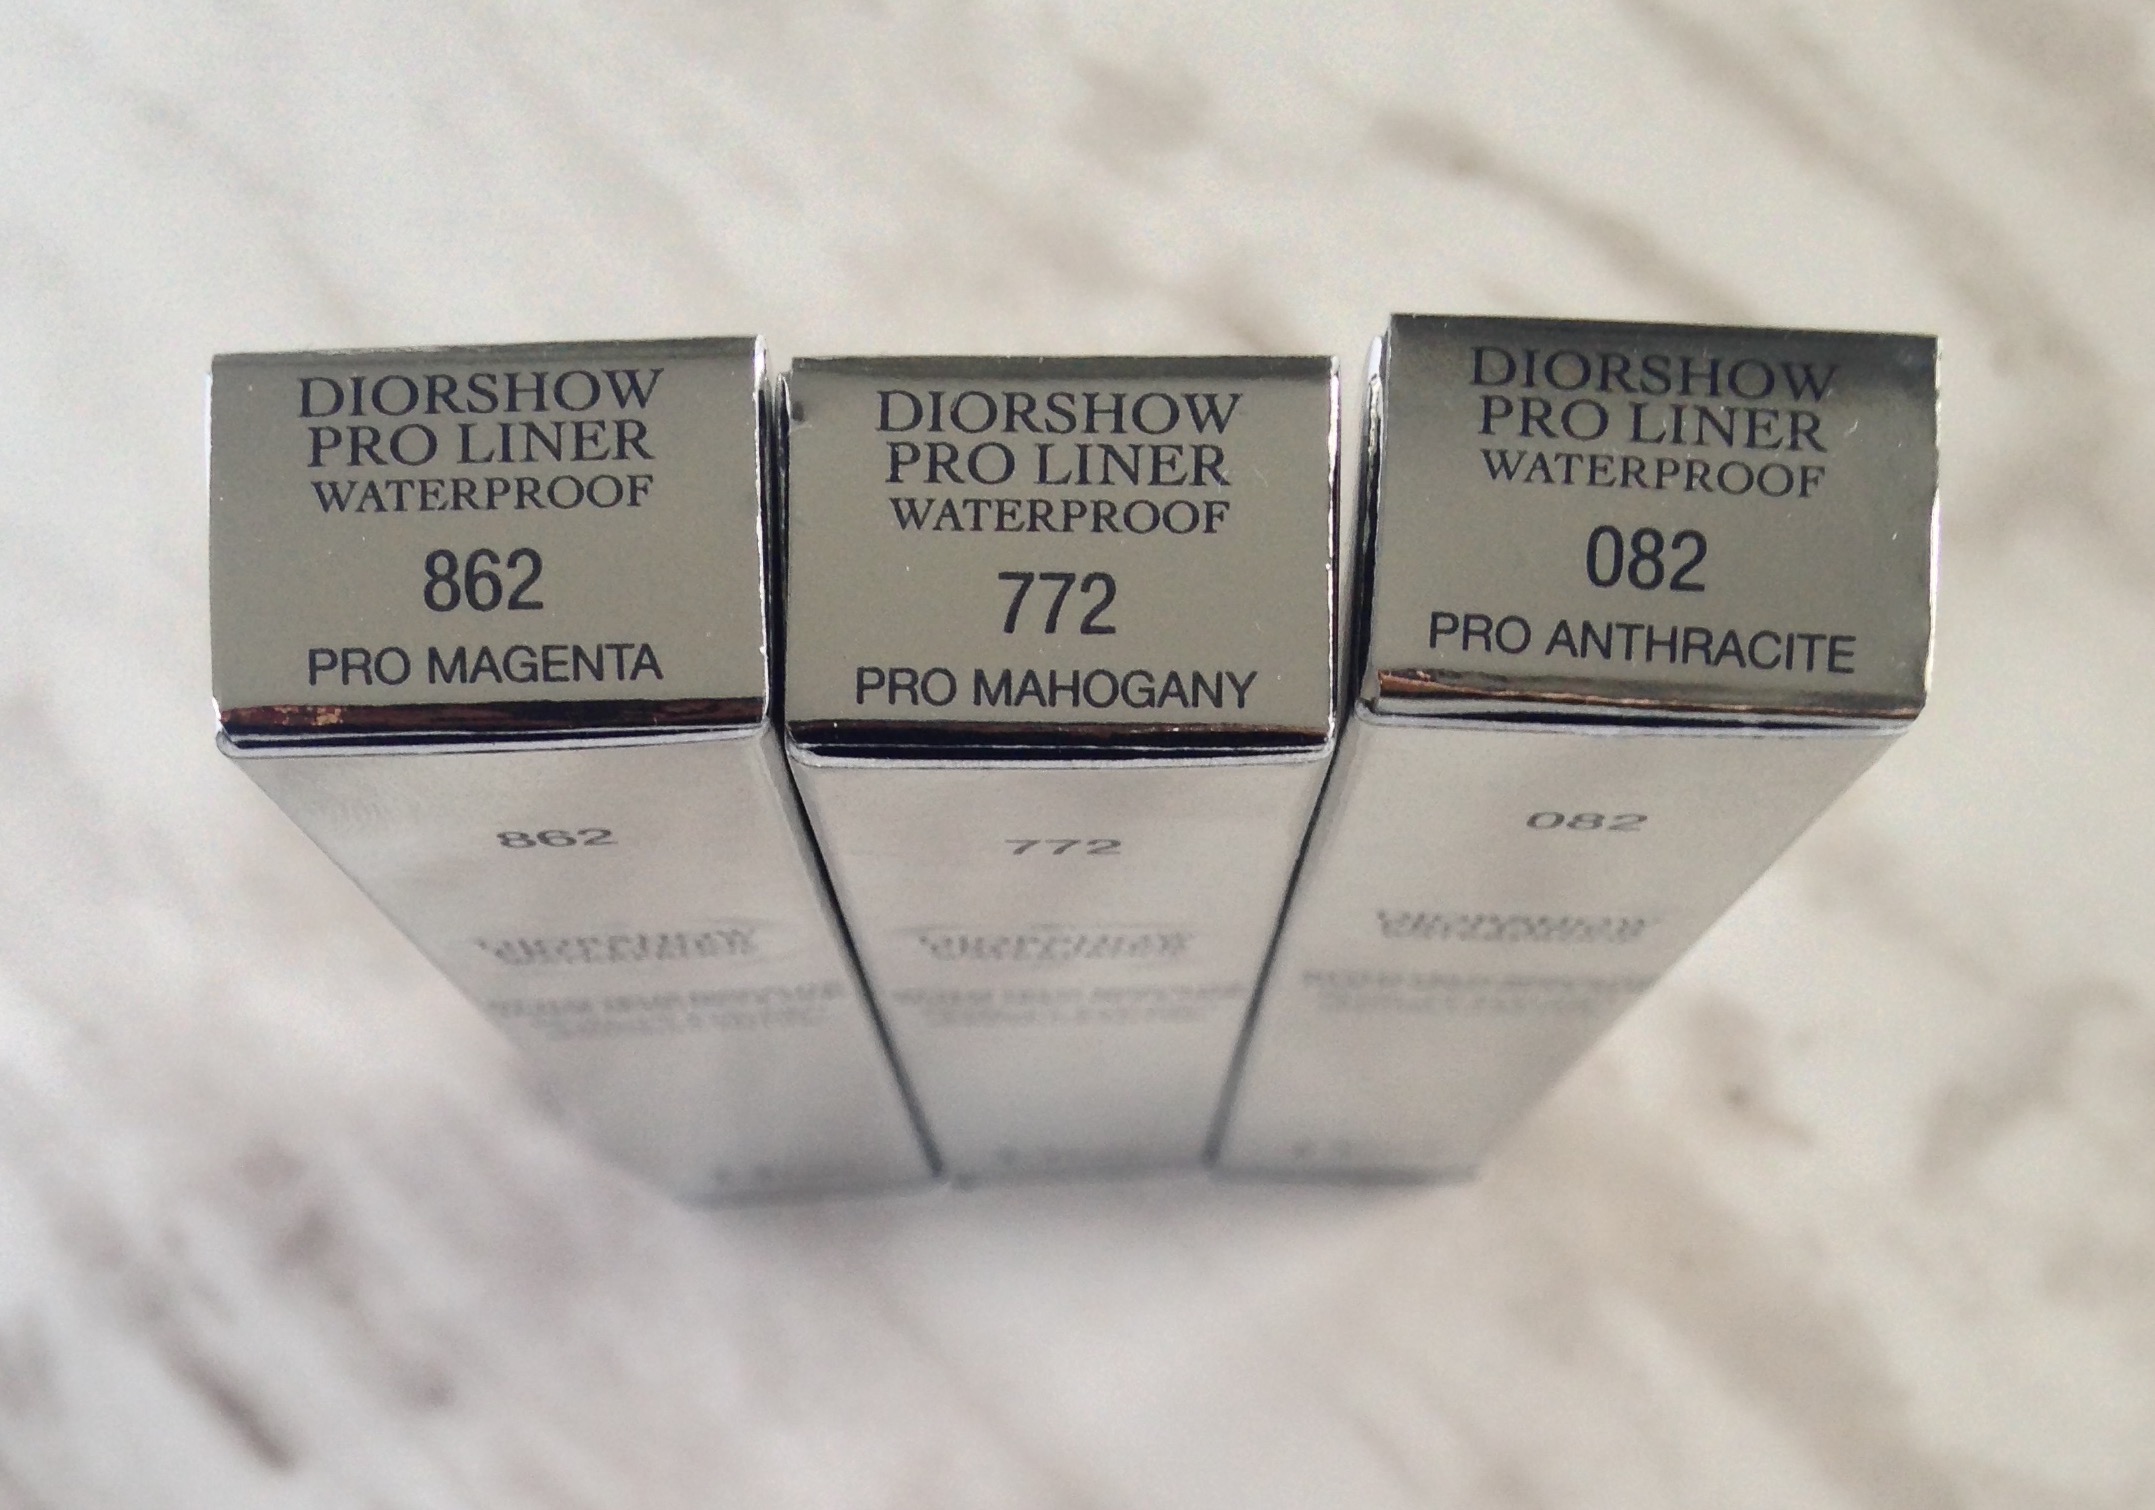 DIORSHOW
PRO LINER
WATERPROOF
862
PRO MAGENTA
862
DIORSHOW
PRO LINER
WATERPROOF
772
PRO MAHOGANY
772
DIORSHOW
PRO LINER
WATERPROOF
082
PRO ANTHRACITE
082